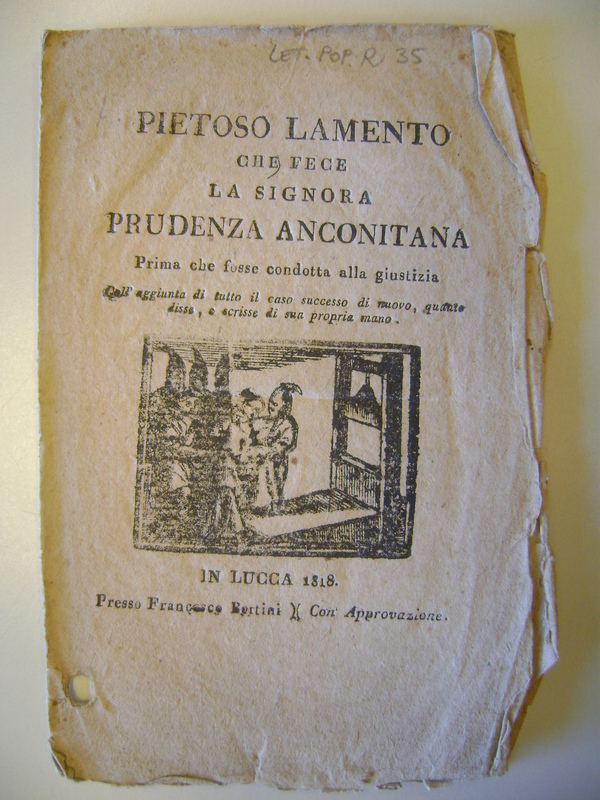 LET. POP. R 35
PIETOSO LAMENTO
CHE FECE
LA SIGNORA
PRUDENZA ANCONITANA
Prima che fosse condotta alla giustizia
Coll'aggiunta di tutto il caso successo di nuovo, quanto
disse, e scrisse di sua propria mano.
IN LUCCA 1818.
Presso Francesco Bertini )( Con Approvazione.